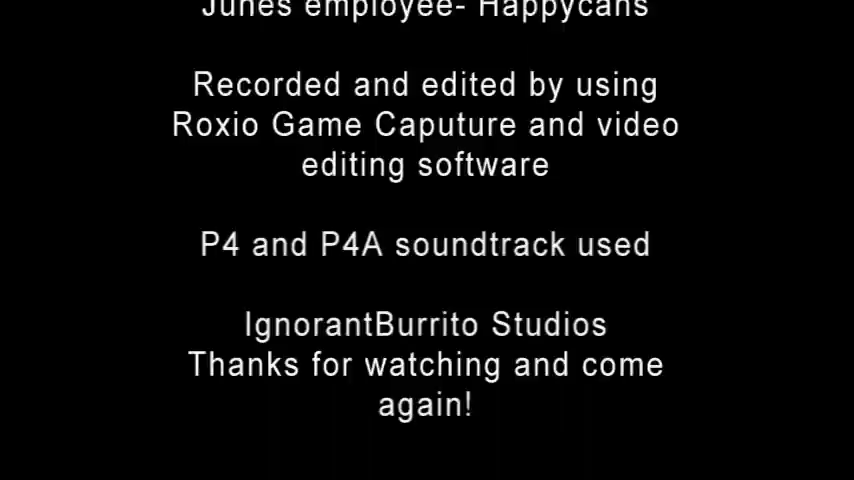 Junes employee- Happycans
Recorded and edited by using
Roxio Game Caputure and video
editing software
P4 and P4A soundtrack used
IgnorantBurrito Studios
Thanks for watching and come
again!